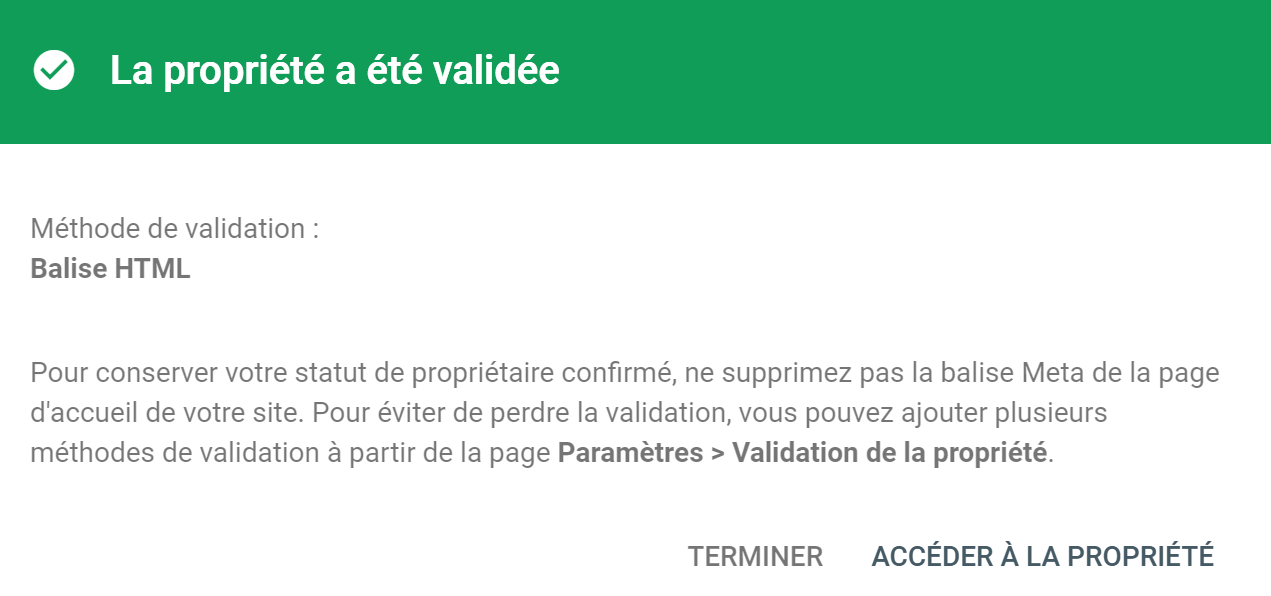 La propriété a été validée
Méthode de validation :
Balise HTML
Pour conserver votre statut de propriétaire confirmé, ne supprimez pas la balise Meta de la page
d'accueil de votre site. Pour éviter de perdre la validation, vous pouvez ajouter plusieurs
méthodes de validation à partir de la page Paramètres > Validation de la propriété.
TERMINER ACCÉDER À LA PROPRIÉTÉ